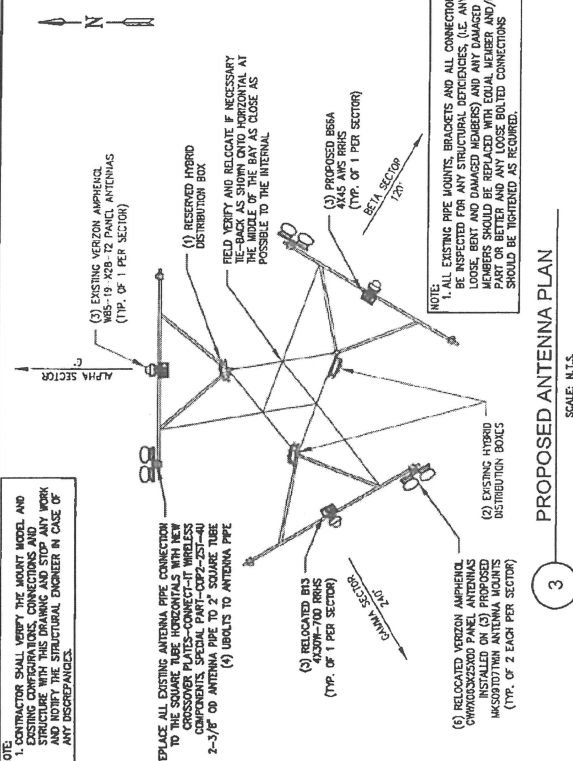 N
OTE:
1. CONTRACTOR SHALL VERIFY THE MOUNT MODEL AND
EXISTING CONFIGURATIONS, CONNECTIONS AND
STRUCTURE WITH THIS DRAWING AND STOP ANY WORK
AND NOTIFY THE STRUCTURAL ENGINEER IN CASE OF
ANY DISCREPANCIES.
ALPHA SECTOR
0°
(3) EXISTING VERIZON AMPHENOL
WBS-19-X28-T2 PANEL ANTENNAS
(TYP. OF 1 PER SECTOR)
(1) RESERVED HYBRID
DISTRIBUTION BOX
FIELD VERIFY AND RELOCATE IF NECESSARY
TIE-BACK AS SHOWN ONTO HORIZONTAL AT
THE MIDDLE OF THE BAY AS CLOSE AS
POSSIBLE TO THE INTERNAL
(3) PROPOSED B66A
4X45 AWS RRHS
(TYP. OF 1 PER SECTOR)
BETA SECTOR
120°
EPLACE ALL EXISTING ANTENNA PIPE CONNECTION
TO THE SQUARE TUBE HORIZONTALS WITH NEW
CROSSOVER PLATES-CONNECT-IT WIRELESS
COMPONENTS, SPECIAL PART-COP2-2ST-4U
2-3/8" OD ANTENNA PIPE TO 2" SQUARE TUBE
(4) UBOLTS TO ANTENNA PIPE
(3) RELOCATED B13
4X30W-700 RRHS
(TYP. OF 1 PER SECTOR)
GAMMA SECTOR
240°
(2) EXISTING HYBRID
DISTRIBUTION BOXES
(6) RELOCATED VERIZON AMPHENOL
CWWX063X25X00 PANEL ANTENNAS
INSTALLED ON (3) PROPOSED
ANTENNA MOUNTS
(TYP. OF 2 EACH PER SECTOR)
NOTE:
1. ALL EXISTING PIPE MOUNTS, BRACKETS AND ALL CONNECTION
BE INSPECTED FOR ANY STRUCTURAL DEFICIENCIES, (I.E. ANY
LOOSE, BENT AND DAMAGED MEMBERS) AND ANY DAMAGED
MEMBERS SHOULD BE REPLACED WITH EQUAL MEMBER AND/
PART OR BETTER AND ANY LOOSE BOLTED CONNECTIONS
SHOULD BE TIGHTENED AS REQUIRED.
3
PROPOSED ANTENNA PLAN
SCALE: N.T.S.